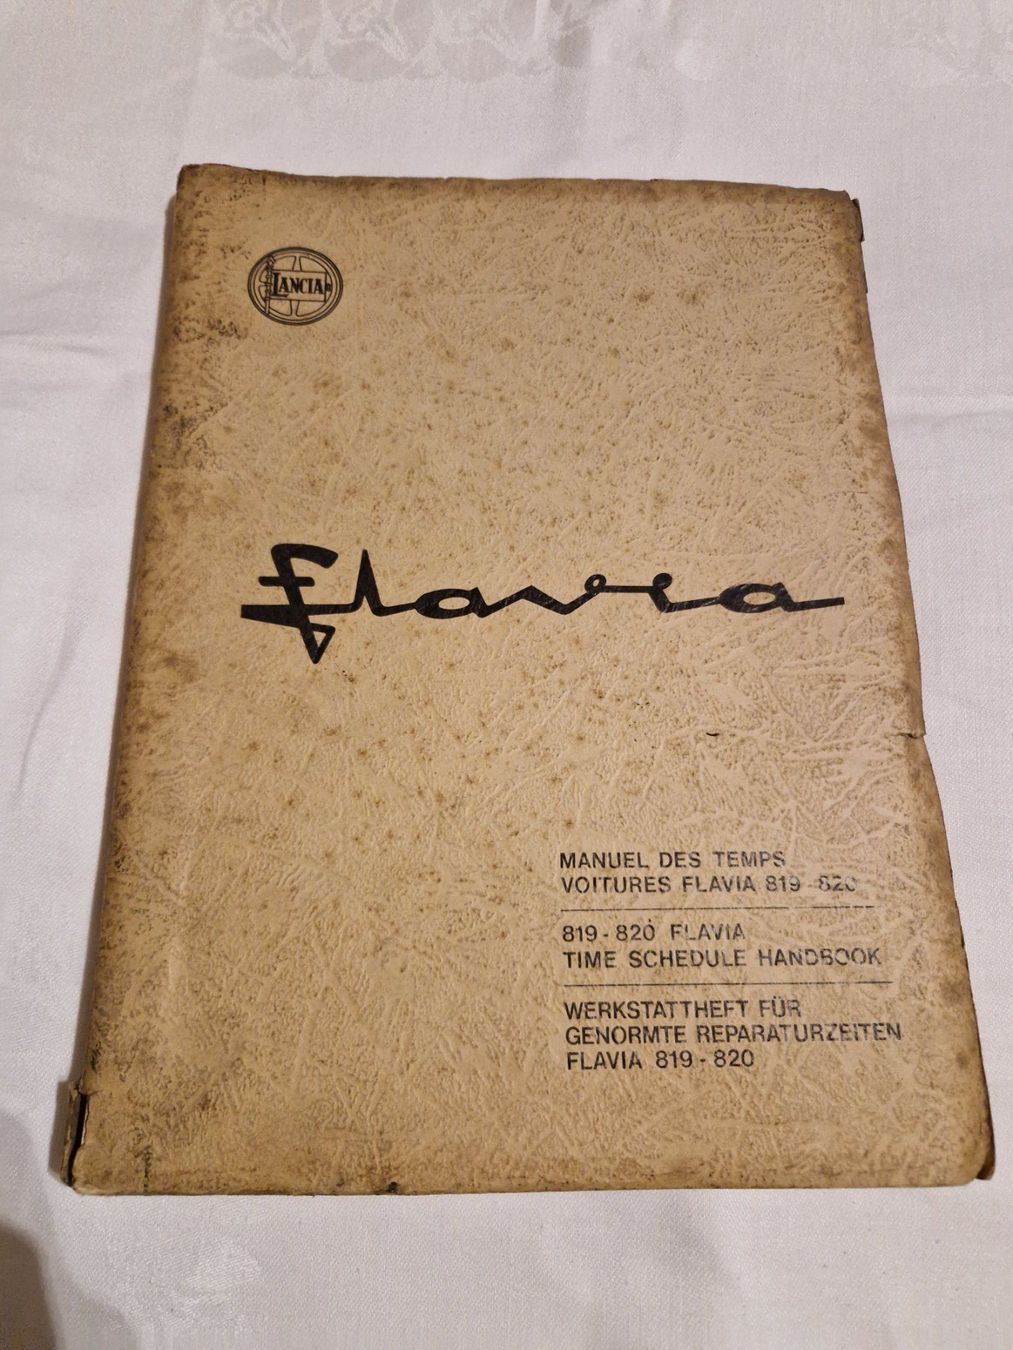 LANCIA
Flavia
MANUEL DES TEMPS
VOITURES FLAVIA 819 - 820
819 - 820 FLAVIA
TIME SCHEDULE HANDBOOK
WERKSTATTHEFT FÜR
GENORMTE REPARATURZEITEN
FLAVIA 819 - 820